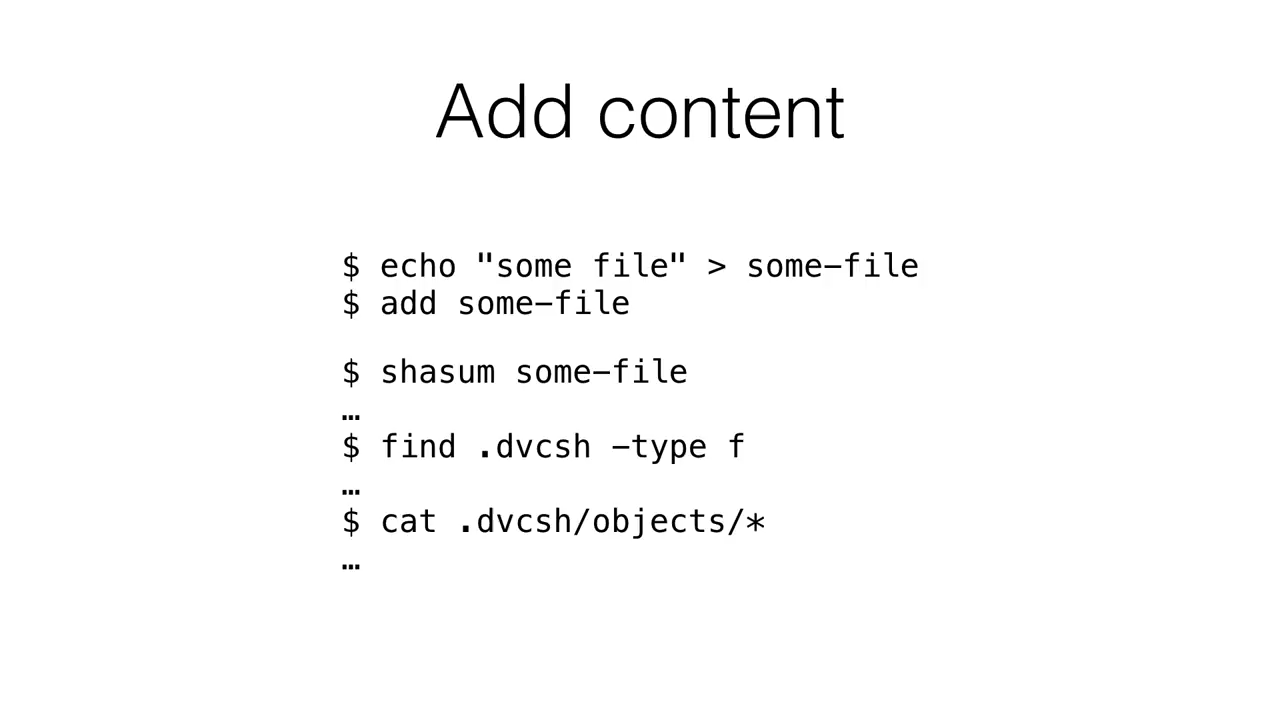 Add content
$ echo "some file" > some-file
$ add some-file
$ shasum some-file
…
$ find .dvcsh -type f
…
$ cat .dvcsh/objects/*
…